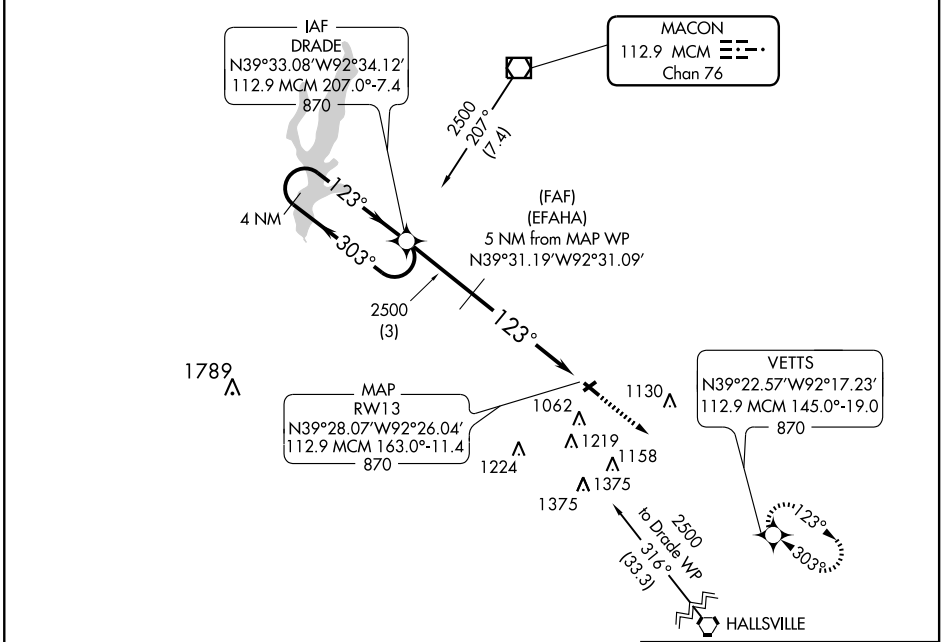 IAF
DRADE
N39°33.08'W92°34.12'
112.9 MCM 207.0°-7.4
870
MACON
112.9 MCM
Chan 76
2500
207°
(7.4)
123°
4 NM
303°
(FAF)
(EFAHA)
5 NM from MAP WP
N39°31.19'W92°31.09'
2500
(3)
123°
1789
MAP
RW13
N39°28.07'W92°26.04'
112.9 MCM 163.0°-11.4
870
1062
1130
1219
1224
1158
1375
1375
VETTS
N39°22.57'W92°17.23'
112.9 MCM 145.0°-19.0
870
2500
to Drade WP
316°
(33.3)
123°
303°
HALLSVILLE